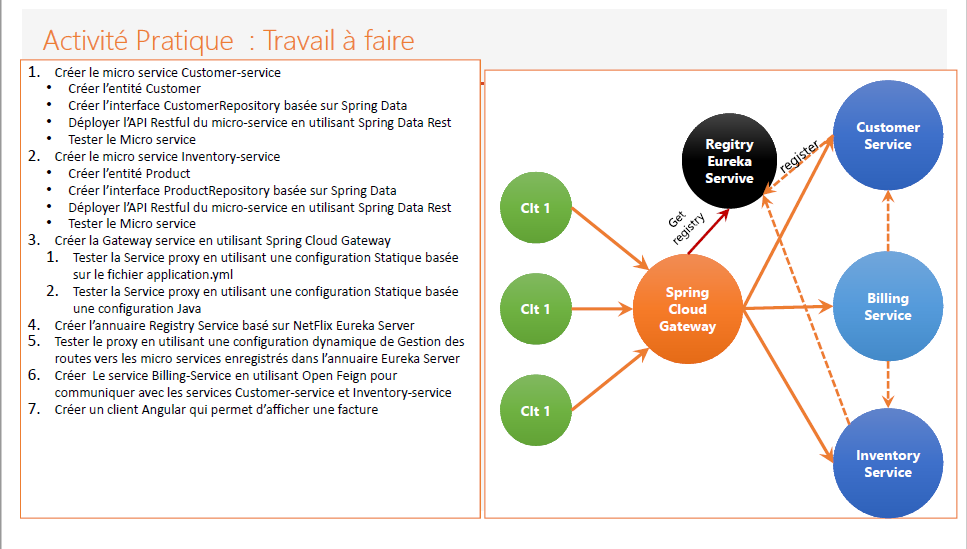 Activité Pratique : Travail à faire
1. Créer le micro service Customer-service
• Créer l'entité Customer
• Créer l'interface CustomerRepository basée sur Spring Data
• Déployer l'API Restful du micro-service en utilisant Spring Data Rest
• Tester le Micro service
2. Créer le micro service Inventory-service
• Créer l'entité Product
• Créer l'interface ProductRepository basée sur Spring Data
• Déployer l'API Restful du micro-service en utilisant Spring Data Rest
• Tester le Micro service
3. Créer la Gateway service en utilisant Spring Cloud Gateway
1. Tester la Service proxy en utilisant une configuration Statique basée
sur le fichier application.yml
2. Tester la Service proxy en utilisant une configuration Statique basée
une configuration Java
4. Créer l'annuaire Registry Service basé sur NetFlix Eureka Server
5. Tester le proxy en utilisant une configuration dynamique de Gestion des
routes vers les micro services enregistrés dans l'annuaire Eureka Server
6. Créer Le service Billing-Service en utilisant Open Feign pour
communiquer avec les services Customer-service et Inventory-service
7. Créer un client Angular qui permet d'afficher une facture
Clt 1
Clt 1
Clt 1
Spring
Cloud
Gateway
Get
registry
Regitry
Eureka
Servive
register
Customer
Service
Billing
Service
Inventory
Service